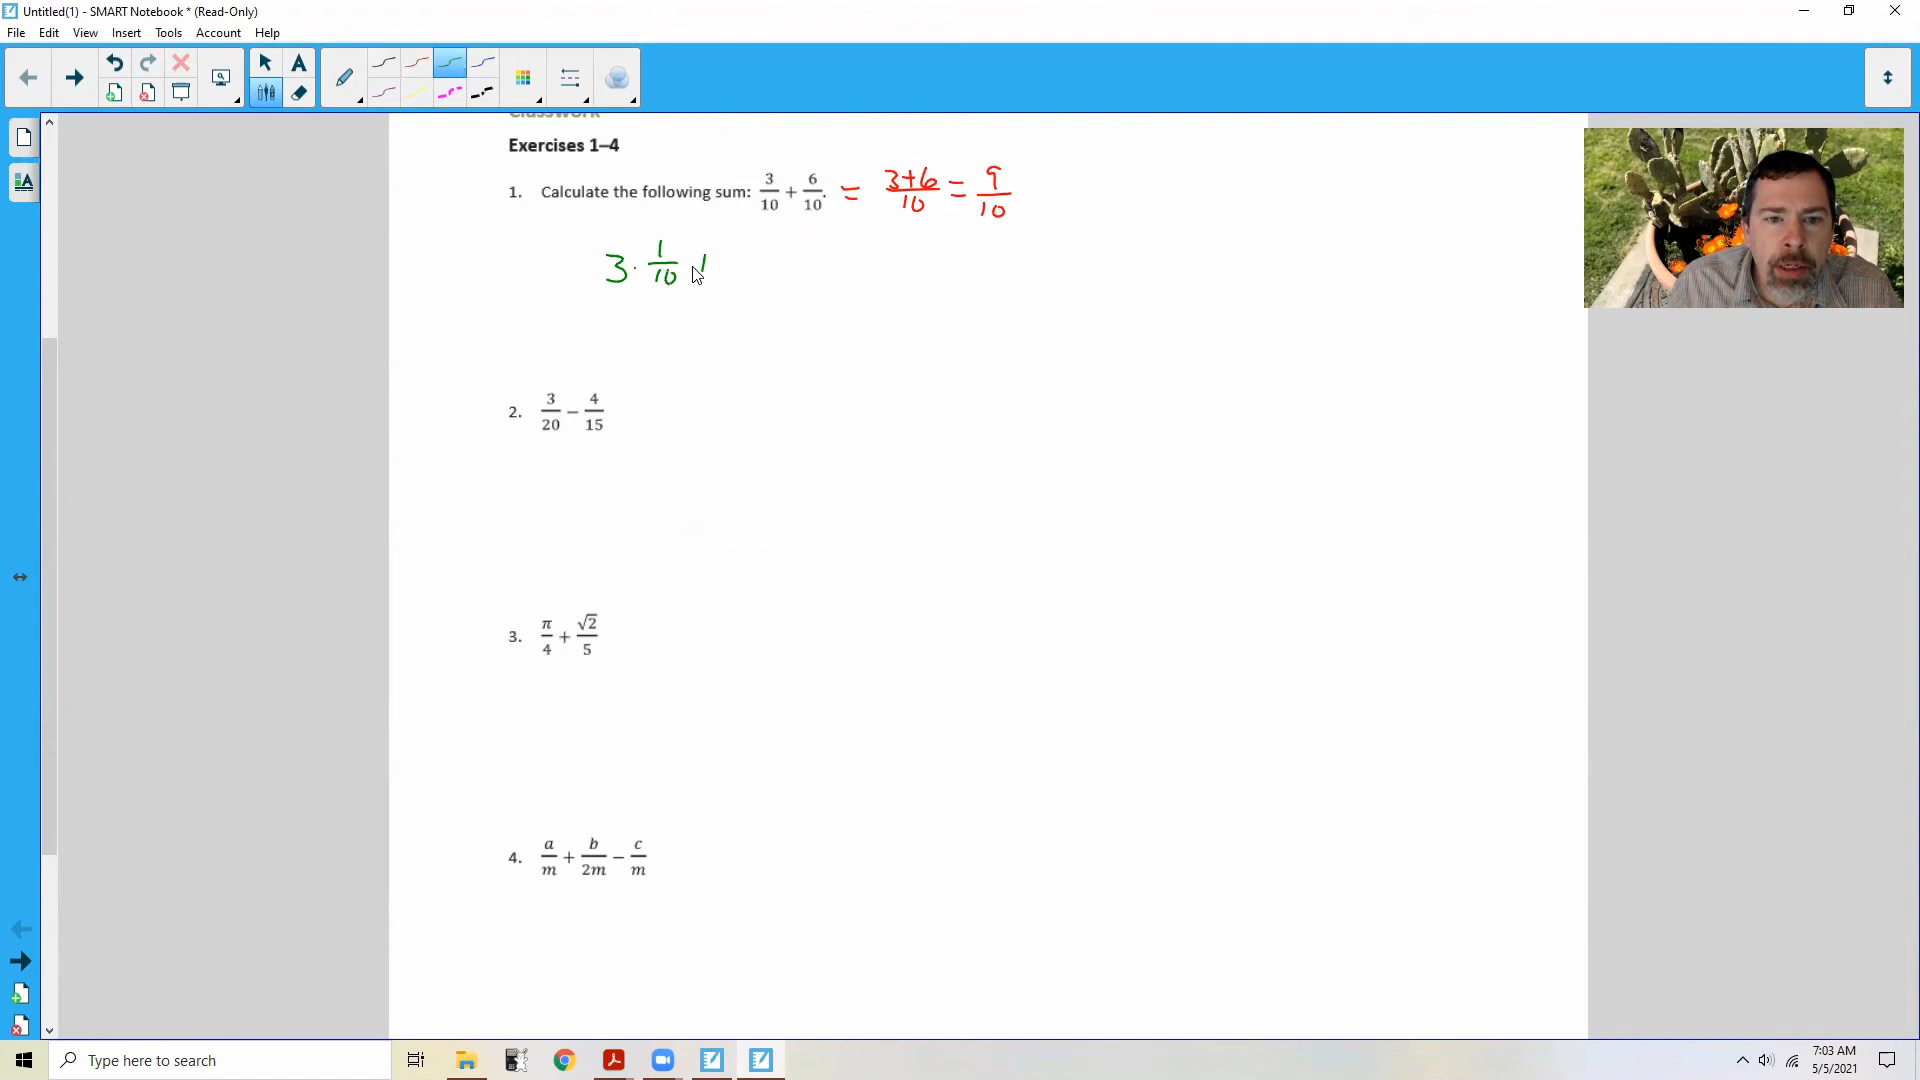 Untitled(1) - SMART Notebook * (Read-Only)
File Edit View Insert Tools Account Help
A
A
Classwork
Exercises 1–4
1. Calculate the following sum: 3/10 + 6/10. = 3+6/10 = 9/10
3 · 1/10
2. 3/20 − 4/15
3. π/4 + √2/5
4. a/m + b/2m − c/m
Type here to search
7:03 AM
5/5/2021